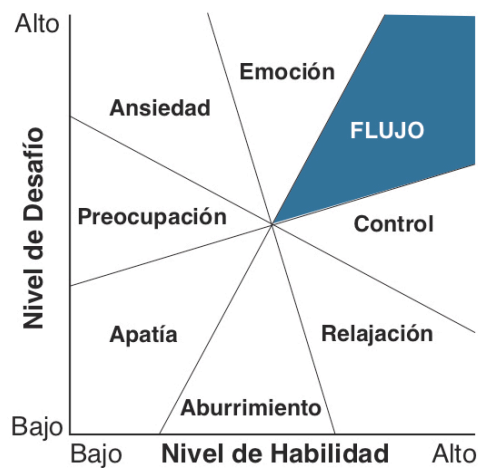 Alto
Emoción
Ansiedad
FLUJO
Nivel de Desafío
Preocupación
Control
Apatía
Relajación
Aburrimiento
Bajo
Bajo
Nivel de Habilidad
Alto